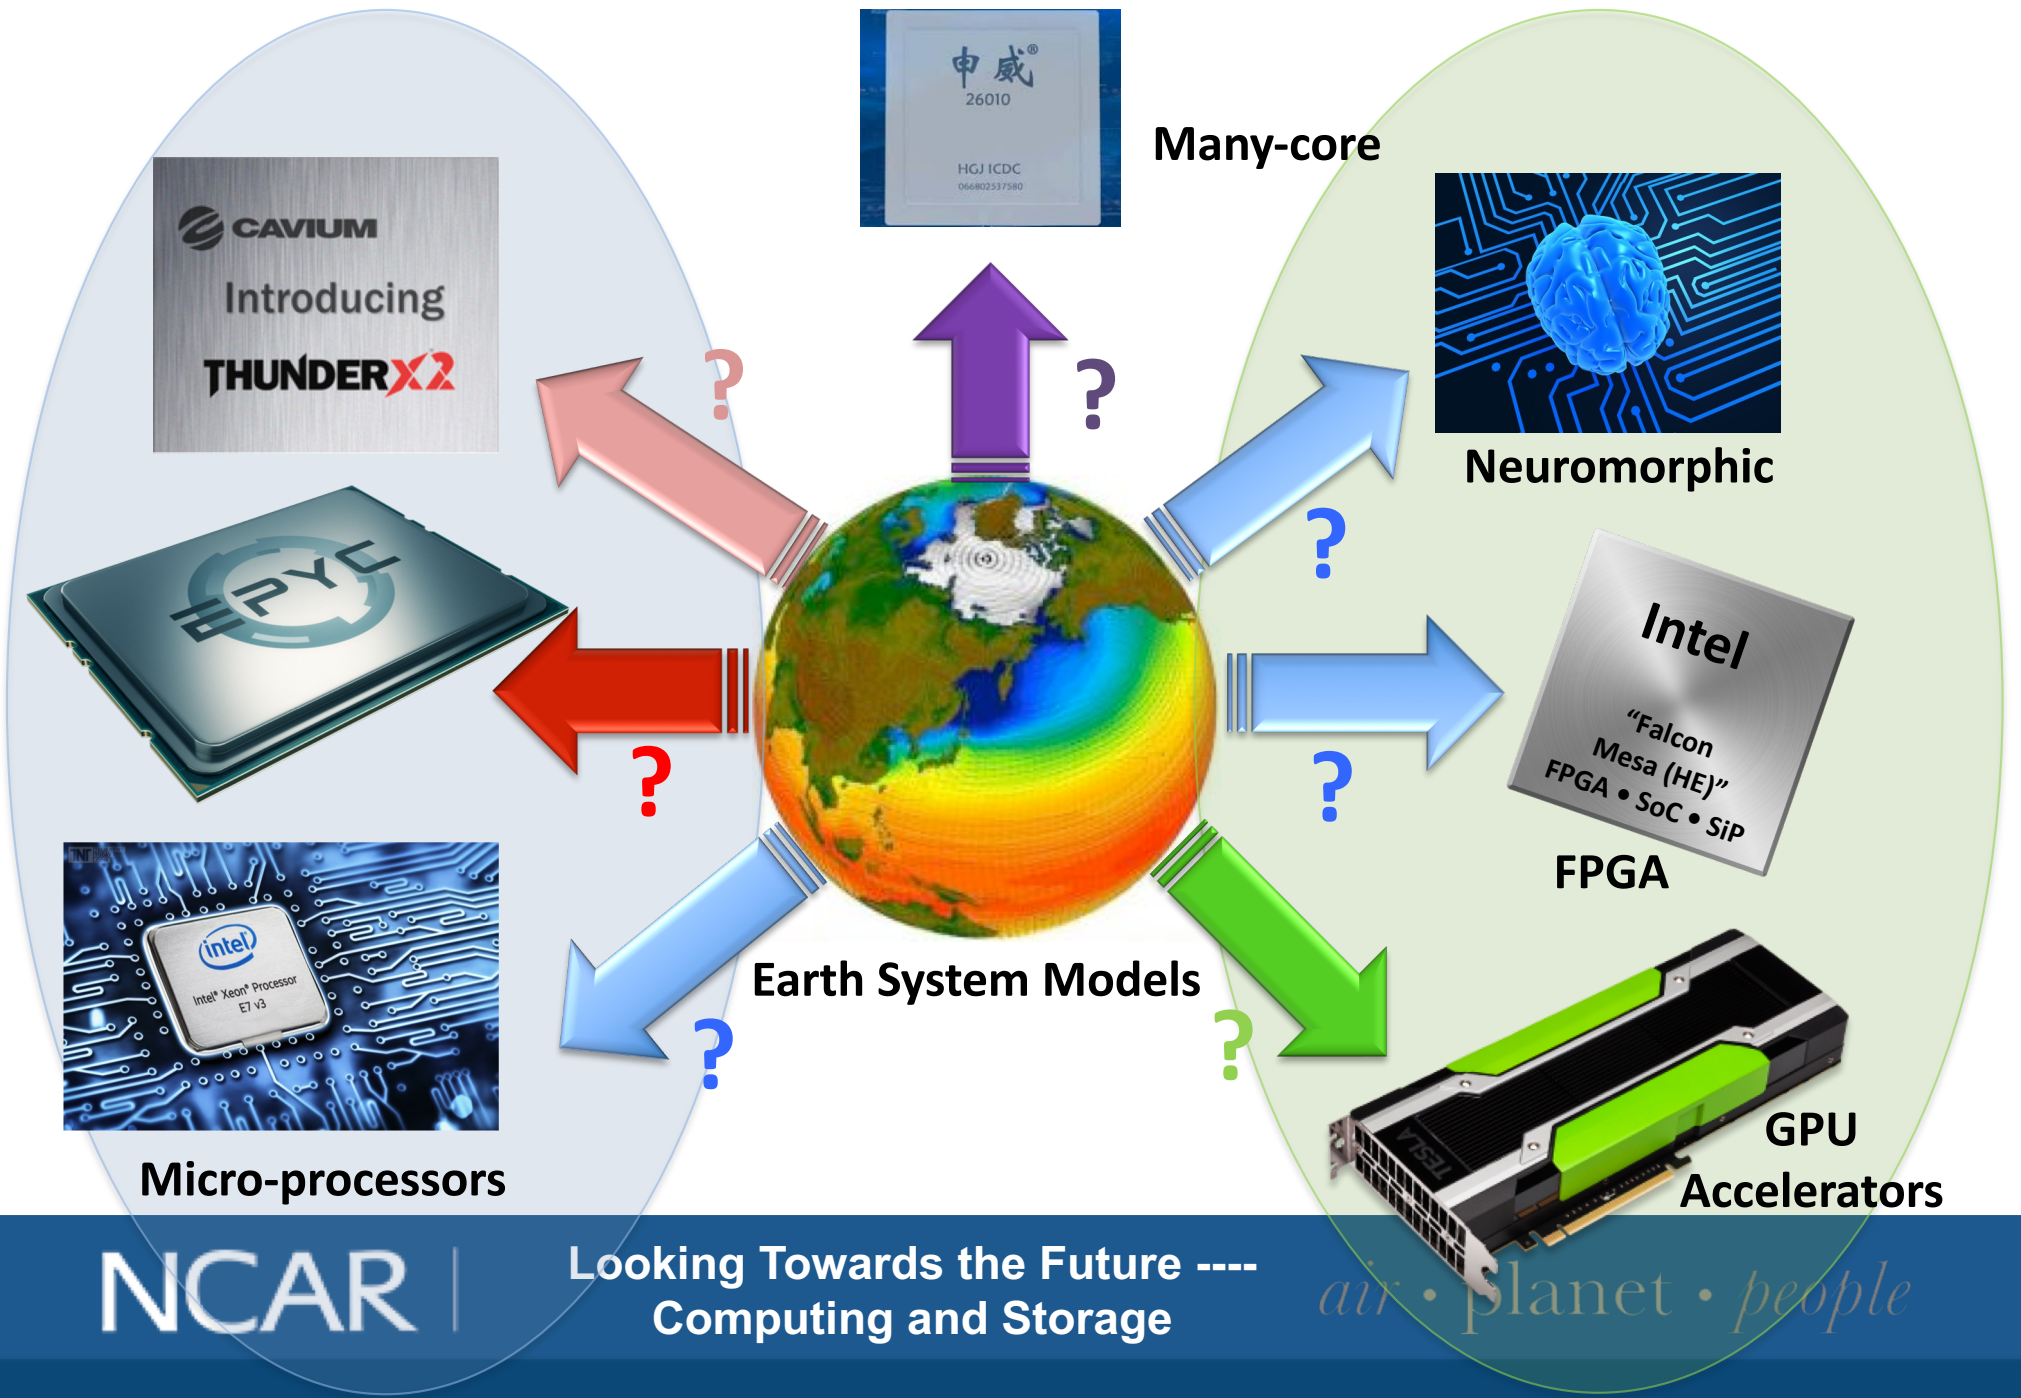 申威®
26010
HGJ ICDC
066802537580
Many-core
CAVIUM
Introducing
THUNDERX2
?
?
?
Neuromorphic
EPYC
?
?
?
Intel
“Falcon
Mesa (HE)”
FPGA • SoC • SiP
FPGA
intel
Intel® Xeon® Processor
E7 v3
Micro-processors
Earth System Models
?
?
TESLA
GPU
Accelerators
NCAR
Looking Towards the Future ----
Computing and Storage
air • planet • people